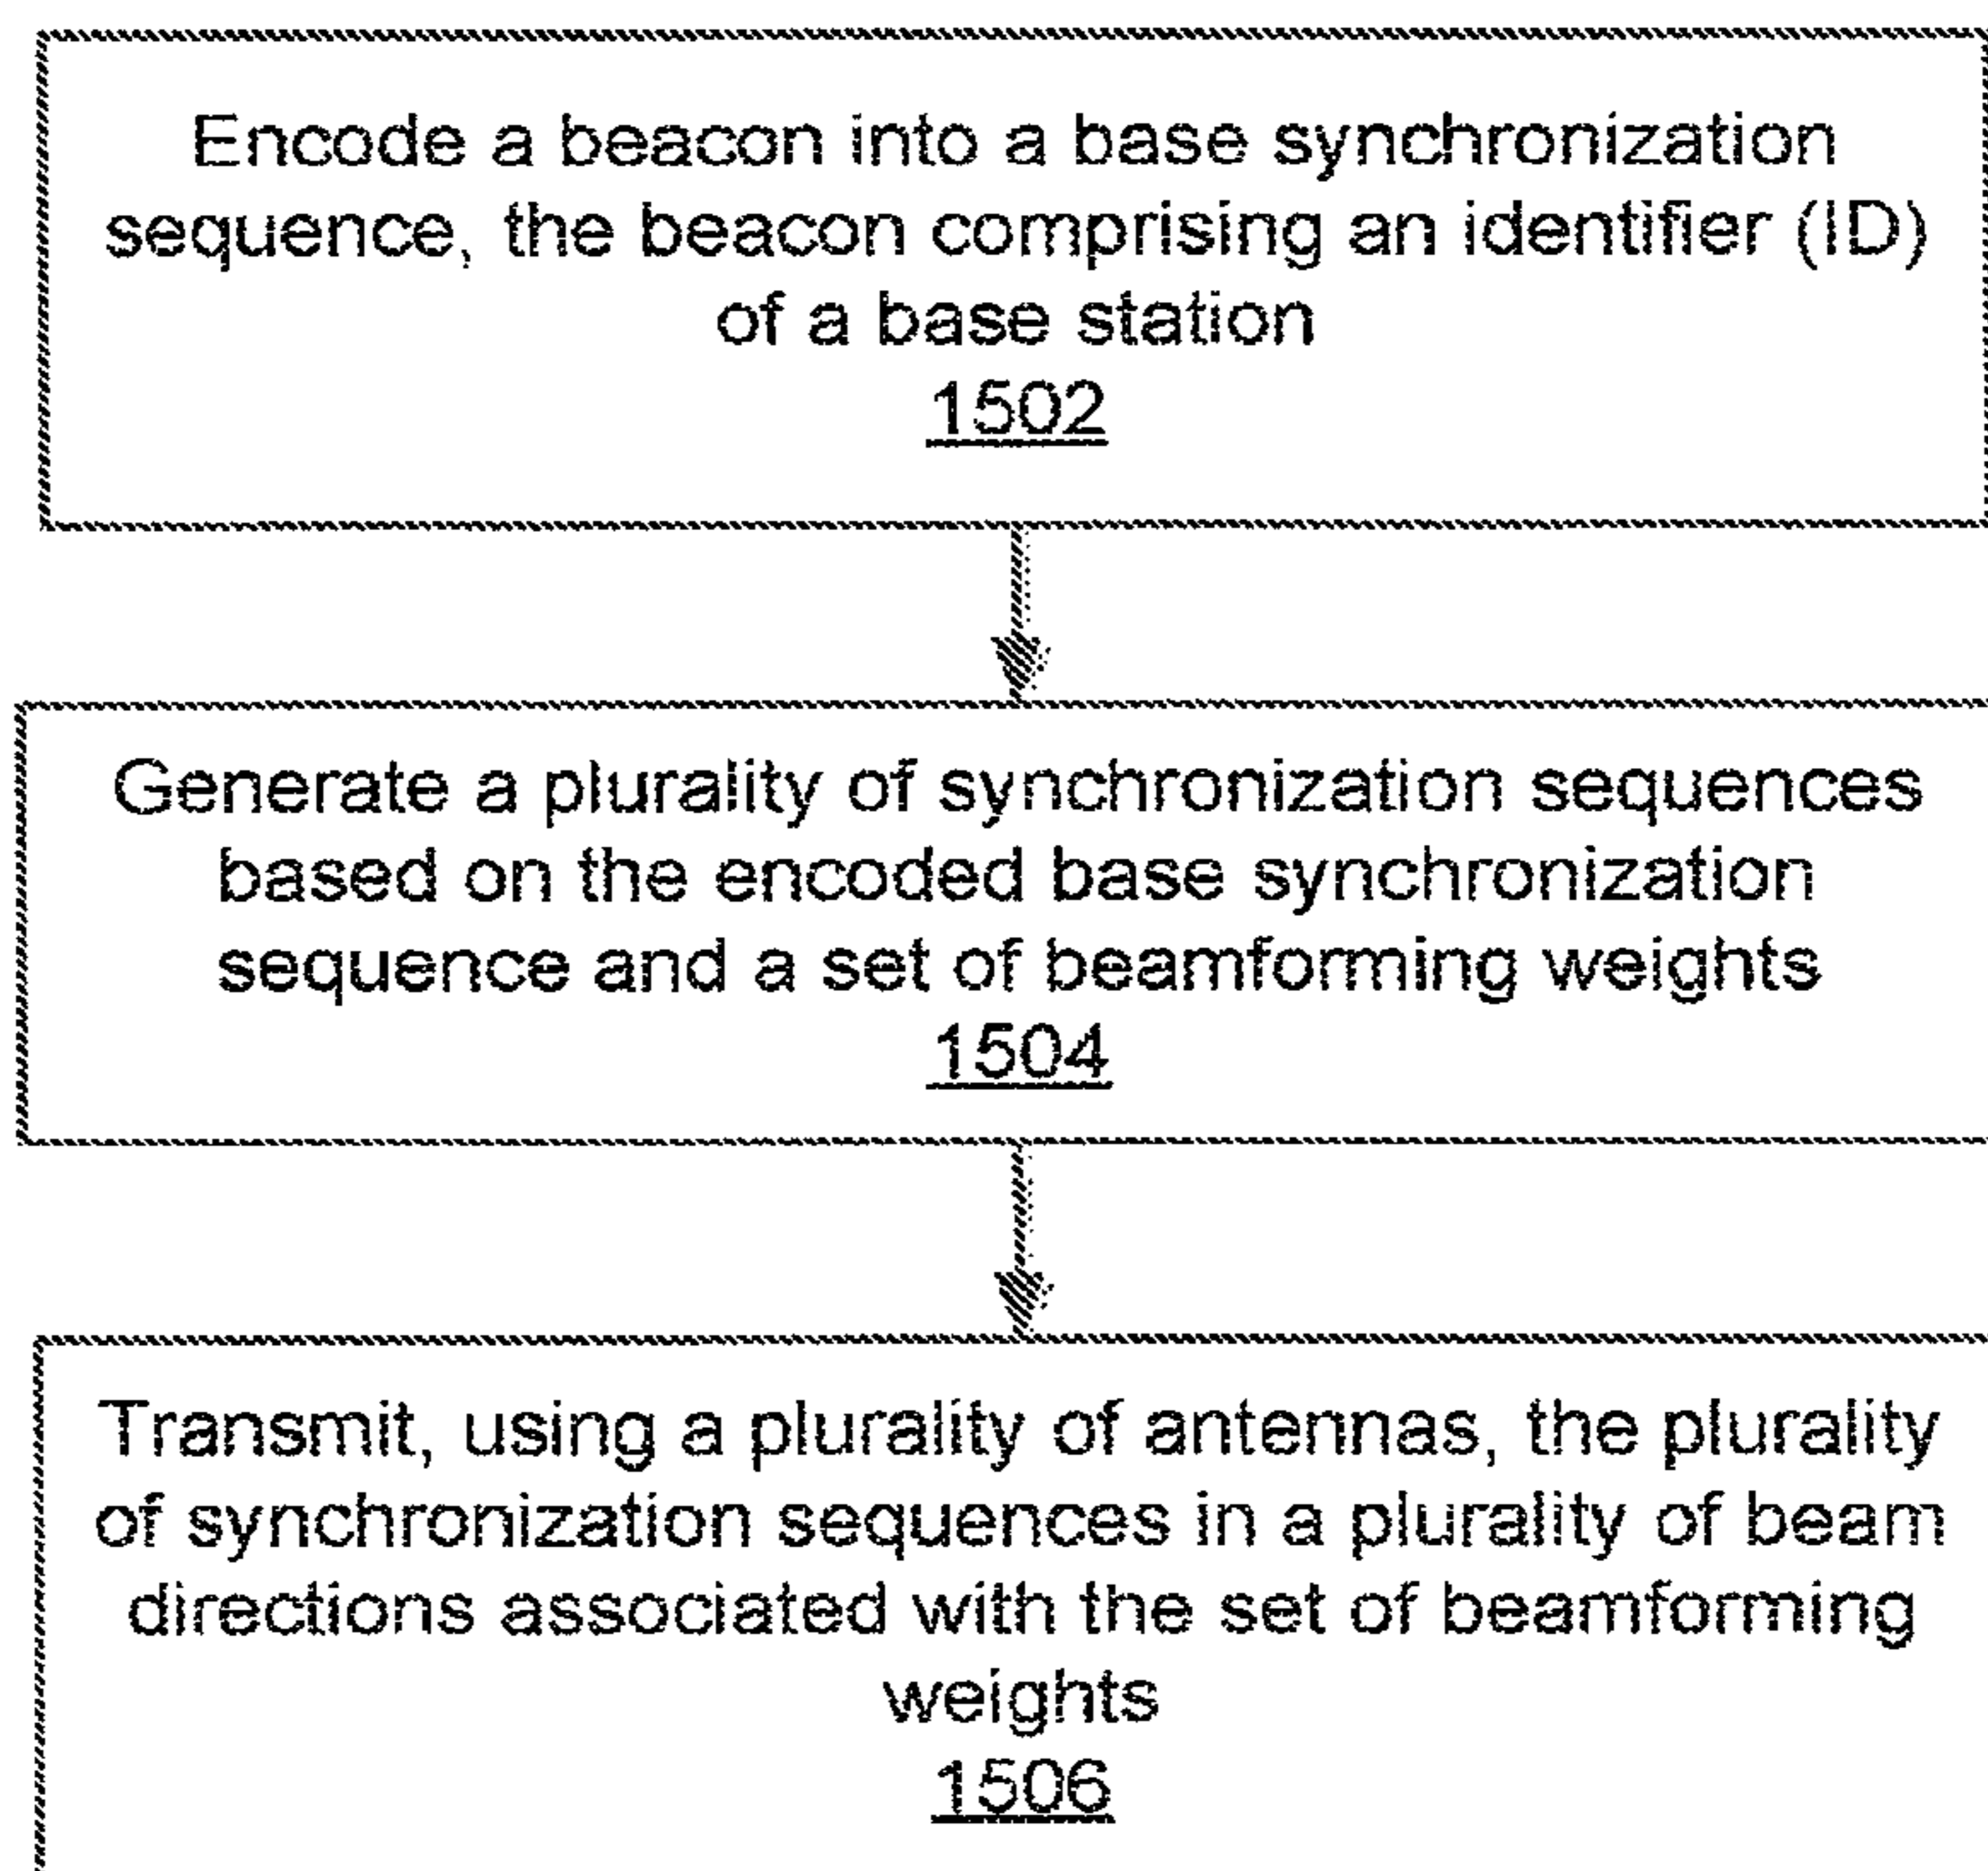 Encode a beacon into a base synchronization
sequence, the beacon comprising an identifier (ID)
of a base station
1502
Generate a plurality of synchronization sequences
based on the encoded base synchronization
sequence and a set of beamforming weights
1504
Transmit, using a plurality of antennas, the plurality
of synchronization sequences in a plurality of beam
directions associated with the set of beamforming
weights
1506